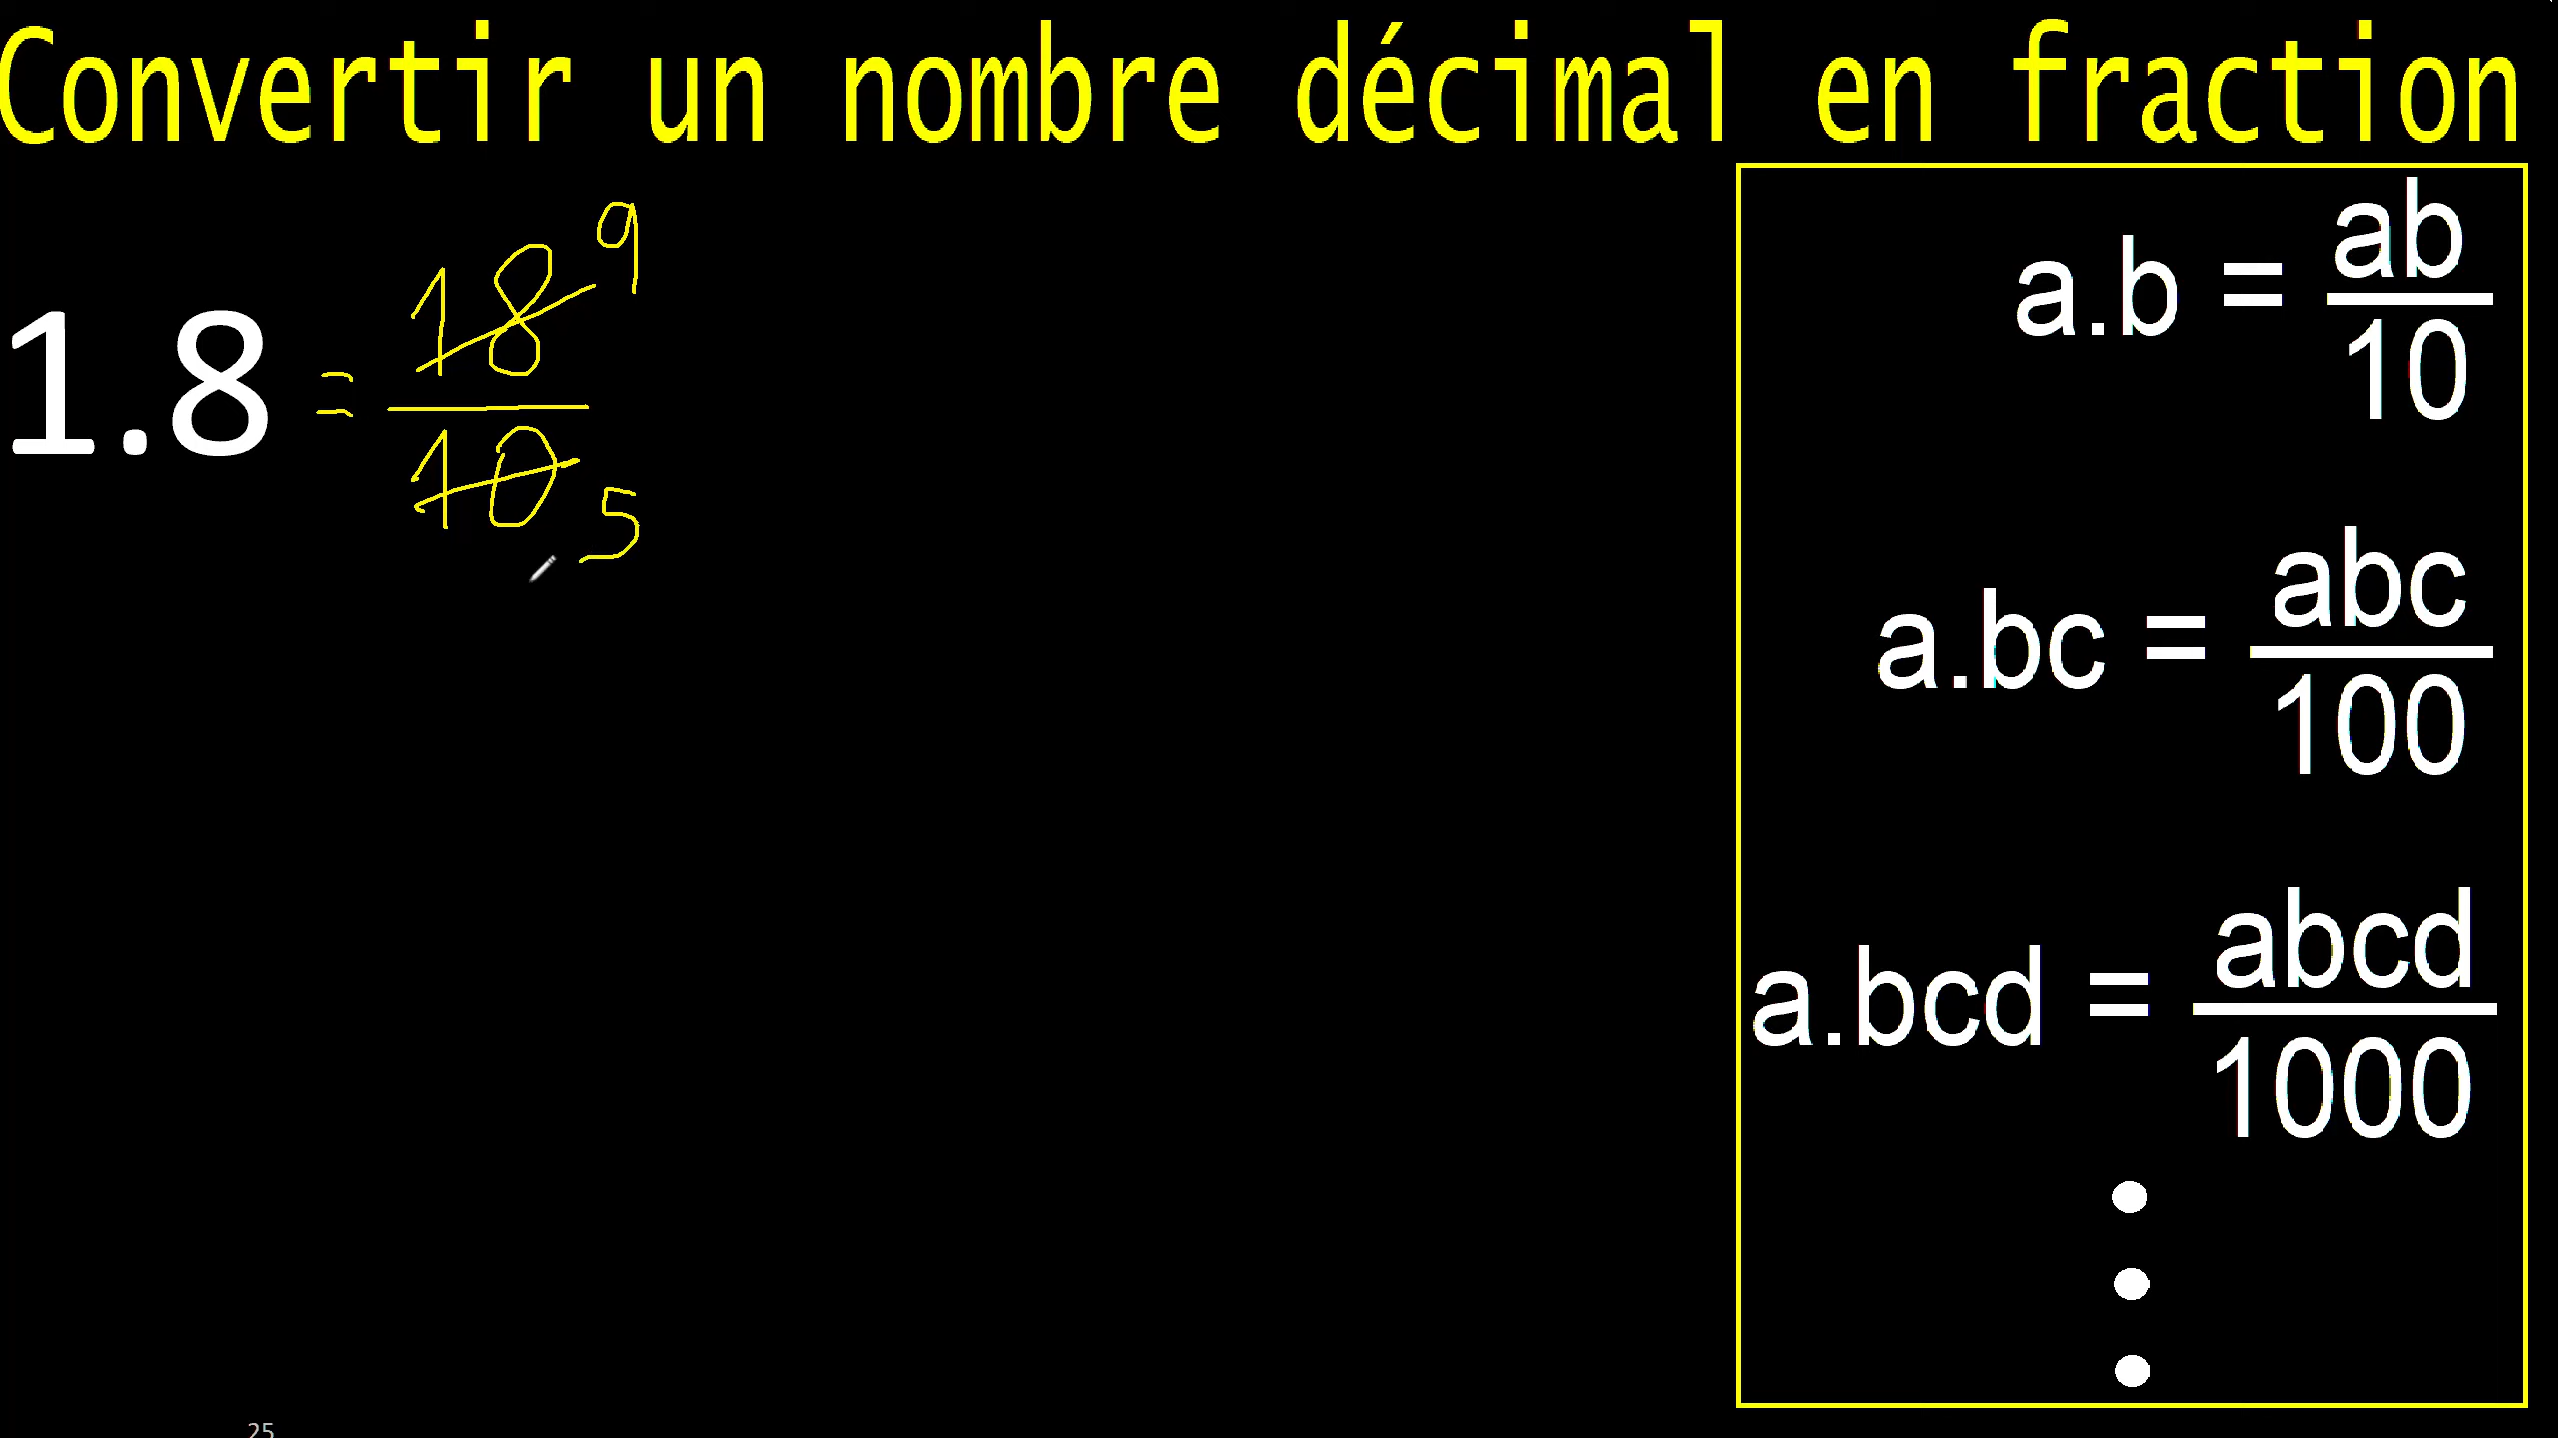 Convertir un nombre décimal en fraction
1.8 = 18/10
9
5
a.b = ab/10
a.bc = abc/100
a.bcd = abcd/1000
25